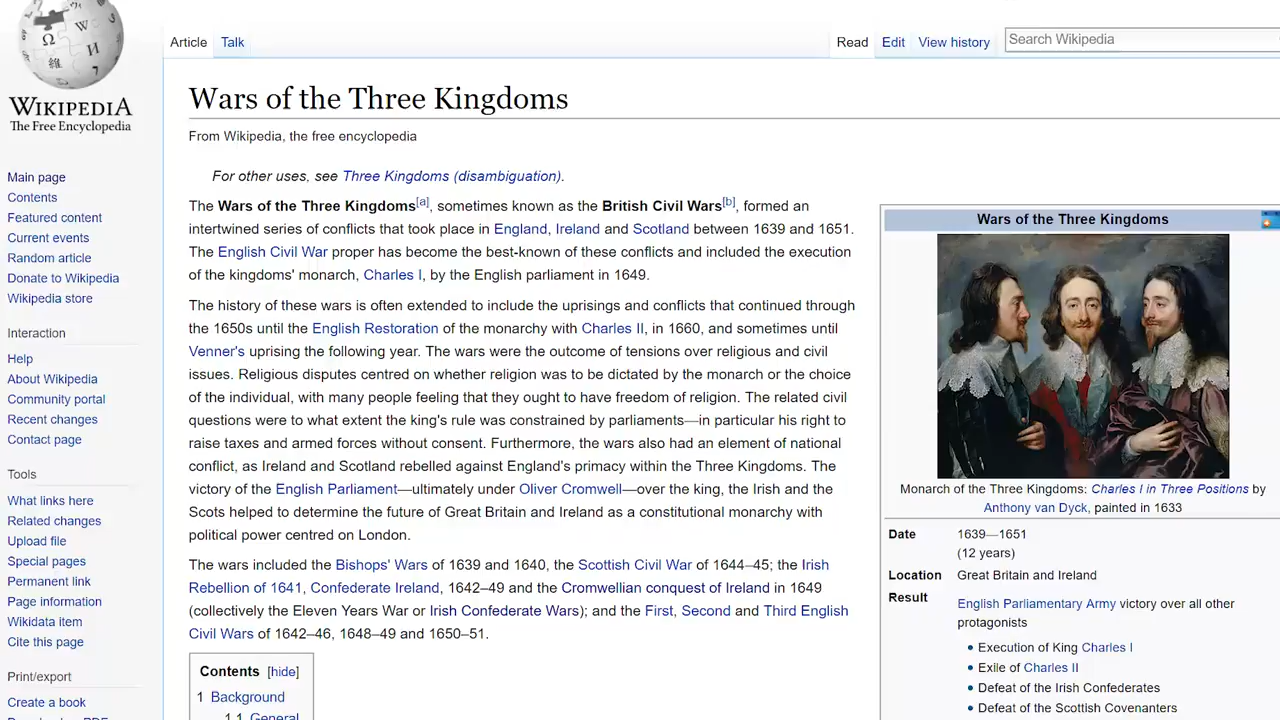 Article
Talk
Read
Edit
View history
Search Wikipedia
WIKIPEDIA
The Free Encyclopedia
Main page
Contents
Featured content
Current events
Random article
Donate to Wikipedia
Wikipedia store
Interaction
Help
About Wikipedia
Community portal
Recent changes
Contact page
Tools
What links here
Related changes
Upload file
Special pages
Permanent link
Page information
Wikidata item
Cite this page
Print/export
Create a book
Wars of the Three Kingdoms
From Wikipedia, the free encyclopedia
For other uses, see Three Kingdoms (disambiguation).
The Wars of the Three Kingdoms[a], sometimes known as the British Civil Wars[b], formed an
intertwined series of conflicts that took place in England, Ireland and Scotland between 1639 and 1651.
The English Civil War proper has become the best-known of these conflicts and included the execution
of the kingdoms' monarch, Charles I, by the English parliament in 1649.
The history of these wars is often extended to include the uprisings and conflicts that continued through
the 1650s until the English Restoration of the monarchy with Charles II, in 1660, and sometimes until
Venner's uprising the following year. The wars were the outcome of tensions over religious and civil
issues. Religious disputes centred on whether religion was to be dictated by the monarch or the choice
of the individual, with many people feeling that they ought to have freedom of religion. The related civil
questions were to what extent the king's rule was constrained by parliaments—in particular his right to
raise taxes and armed forces without consent. Furthermore, the wars also had an element of national
conflict, as Ireland and Scotland rebelled against England's primacy within the Three Kingdoms. The
victory of the English Parliament—ultimately under Oliver Cromwell—over the king, the Irish and the
Scots helped to determine the future of Great Britain and Ireland as a constitutional monarchy with
political power centred on London.
The wars included the Bishops' Wars of 1639 and 1640, the Scottish Civil War of 1644–45; the Irish
Rebellion of 1641, Confederate Ireland, 1642–49 and the Cromwellian conquest of Ireland in 1649
(collectively the Eleven Years War or Irish Confederate Wars); and the First, Second and Third English
Civil Wars of 1642–46, 1648–49 and 1650–51.
Contents [hide]
1 Background
1.1 General
Wars of the Three Kingdoms
Monarch of the Three Kingdoms: Charles I in Three Positions by
Anthony van Dyck, painted in 1633
Date 1639—1651
(12 years)
Location Great Britain and Ireland
Result English Parliamentary Army victory over all other
protagonists
• Execution of King Charles I
• Exile of Charles II
• Defeat of the Irish Confederates
• Defeat of the Scottish Covenanters